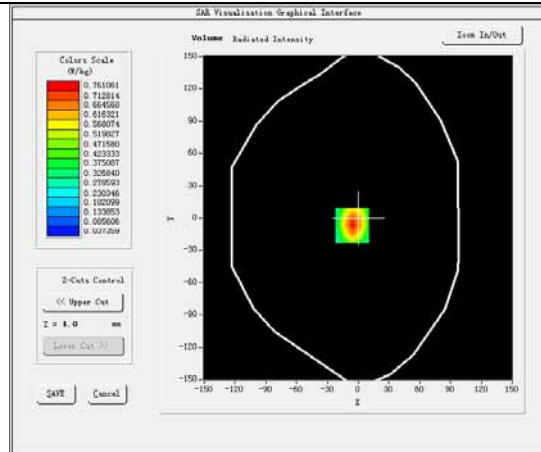 SAR Visualisation Graphical Interface
Volume Radiated Intensity
Zoom In/Out
Colors Scale
(W/kg)
0.761061
0.712814
0.664568
0.616321
0.568074
0.519827
0.471580
0.423333
0.375087
0.326840
0.278593
0.230346
0.182099
0.133853
0.085606
0.037359
Z-Cuts Control
<< Upper Cut
Z = 4.0 mm
Lower Cut >>
SAVE
Cancel
150
120
90
60
30
0
-30
-60
-90
-120
-150
Y
-150 -120 -90 -60 -30 0 30 60 90 120 150
X